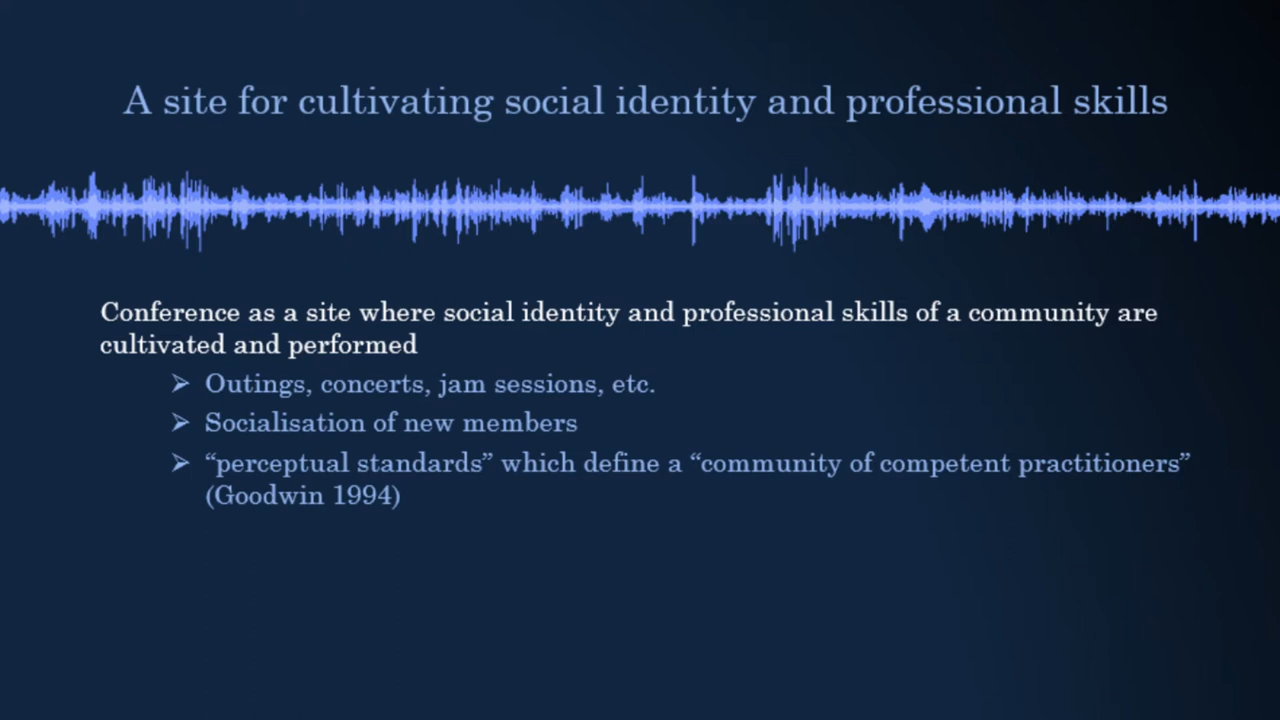 A site for cultivating social identity and professional skills
Conference as a site where social identity and professional skills of a community are
cultivated and performed
➢ Outings, concerts, jam sessions, etc.
➢ Socialisation of new members
➢ “perceptual standards” which define a “community of competent practitioners”
(Goodwin 1994)